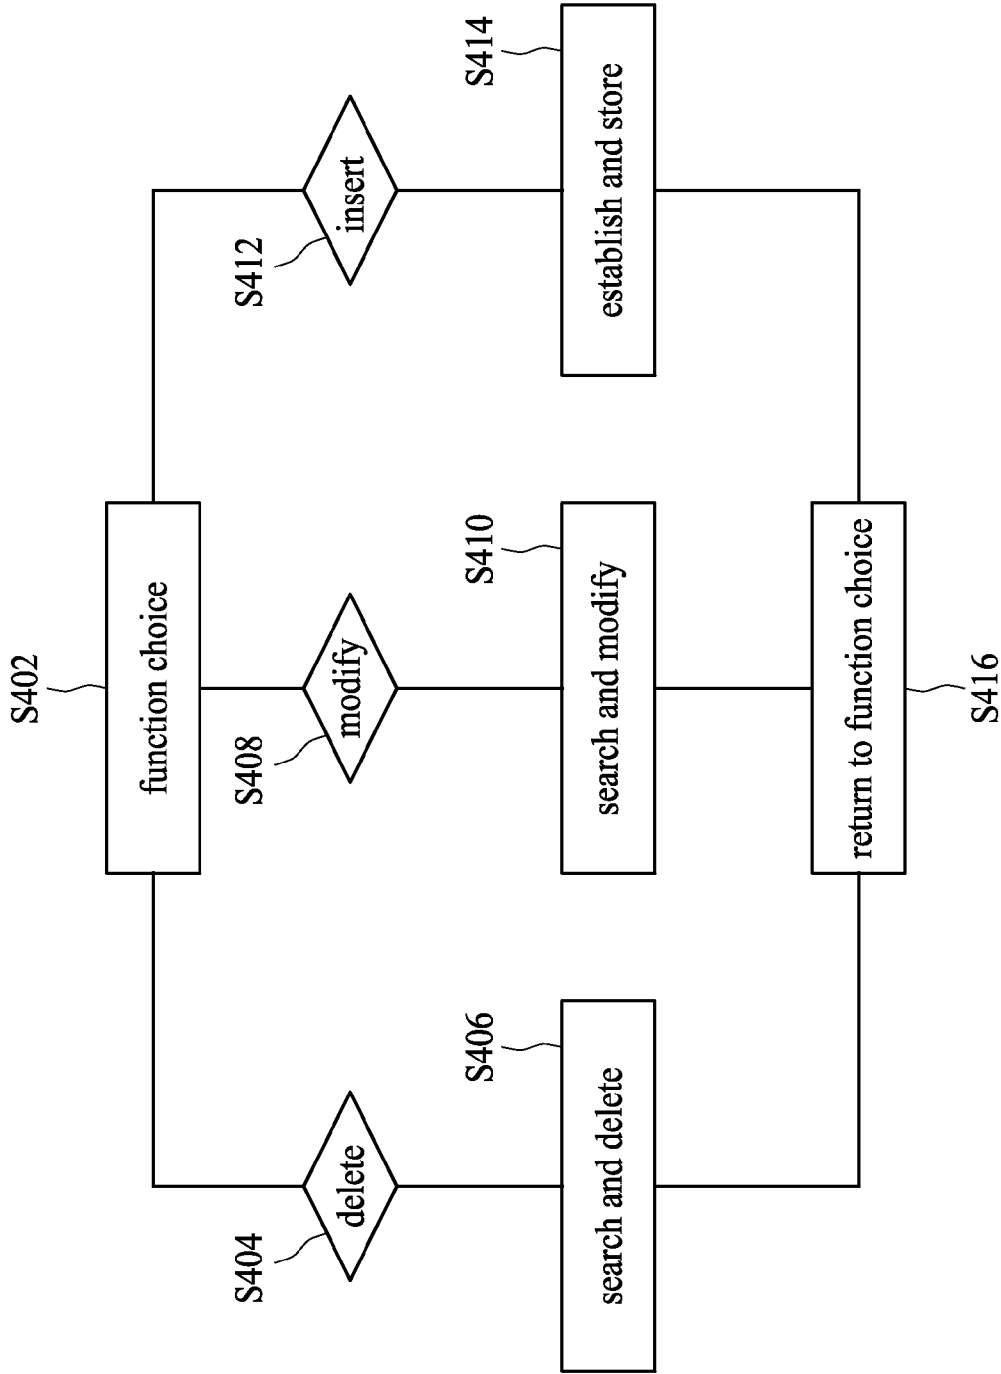 S402
function choice
S404
delete
S408
modify
S412
insert
S406
search and delete
S410
search and modify
S414
establish and store
return to function choice
S416